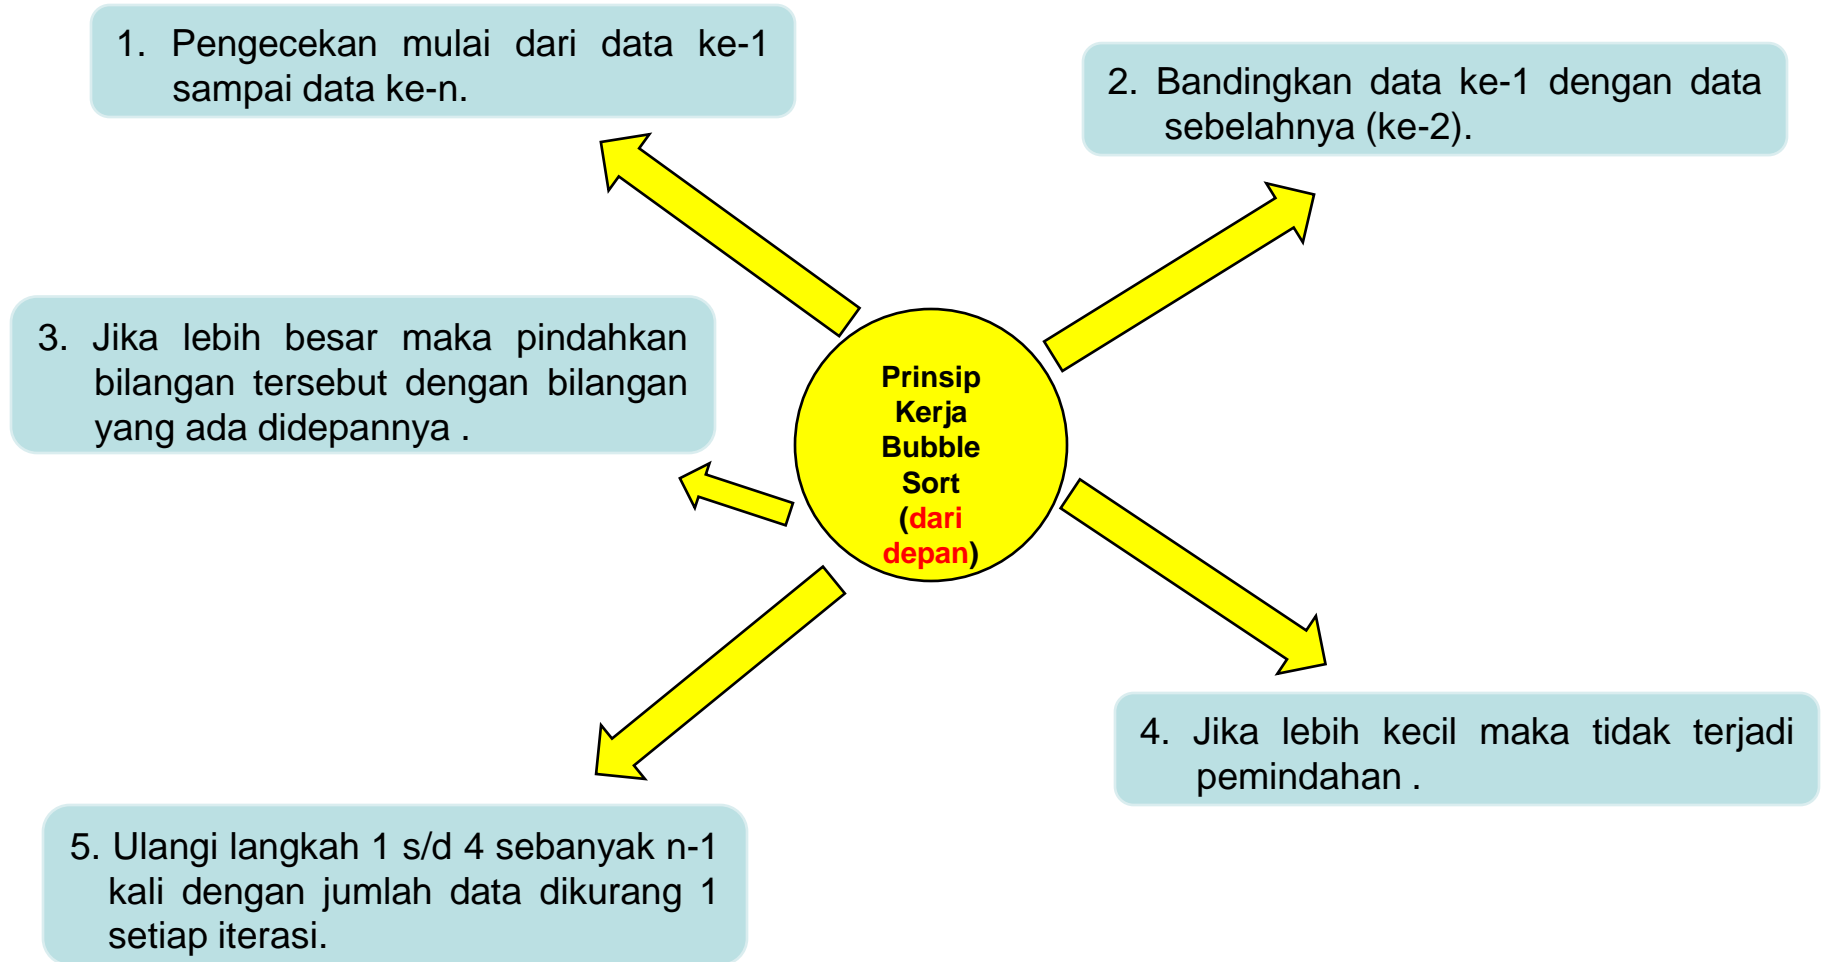 1. Pengecekan mulai dari data ke-1
sampai data ke-n.
2. Bandingkan data ke-1 dengan data
sebelahnya (ke-2).
3. Jika lebih besar maka pindahkan
bilangan tersebut dengan bilangan
yang ada didepannya .
Prinsip
Kerja
Bubble
Sort
(dari
depan)
4. Jika lebih kecil maka tidak terjadi
pemindahan .
5. Ulangi langkah 1 s/d 4 sebanyak n-1
kali dengan jumlah data dikurang 1
setiap iterasi.